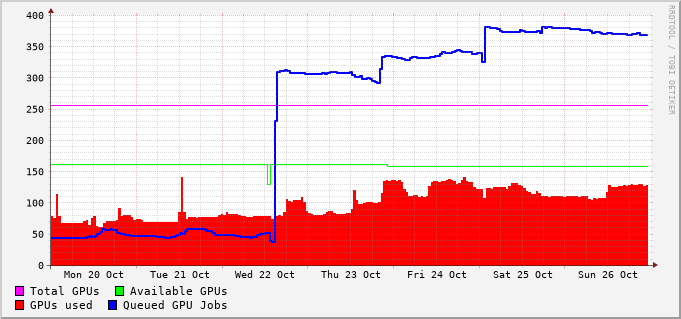 400
350
300
250
200
150
100
50
0
Mon 20 Oct Tue 21 Oct Wed 22 Oct Thu 23 Oct Fri 24 Oct Sat 25 Oct Sun 26 Oct
Total GPUs Available GPUs
GPUs used Queued GPU Jobs
RRDTOOL / TOBI OETIKER